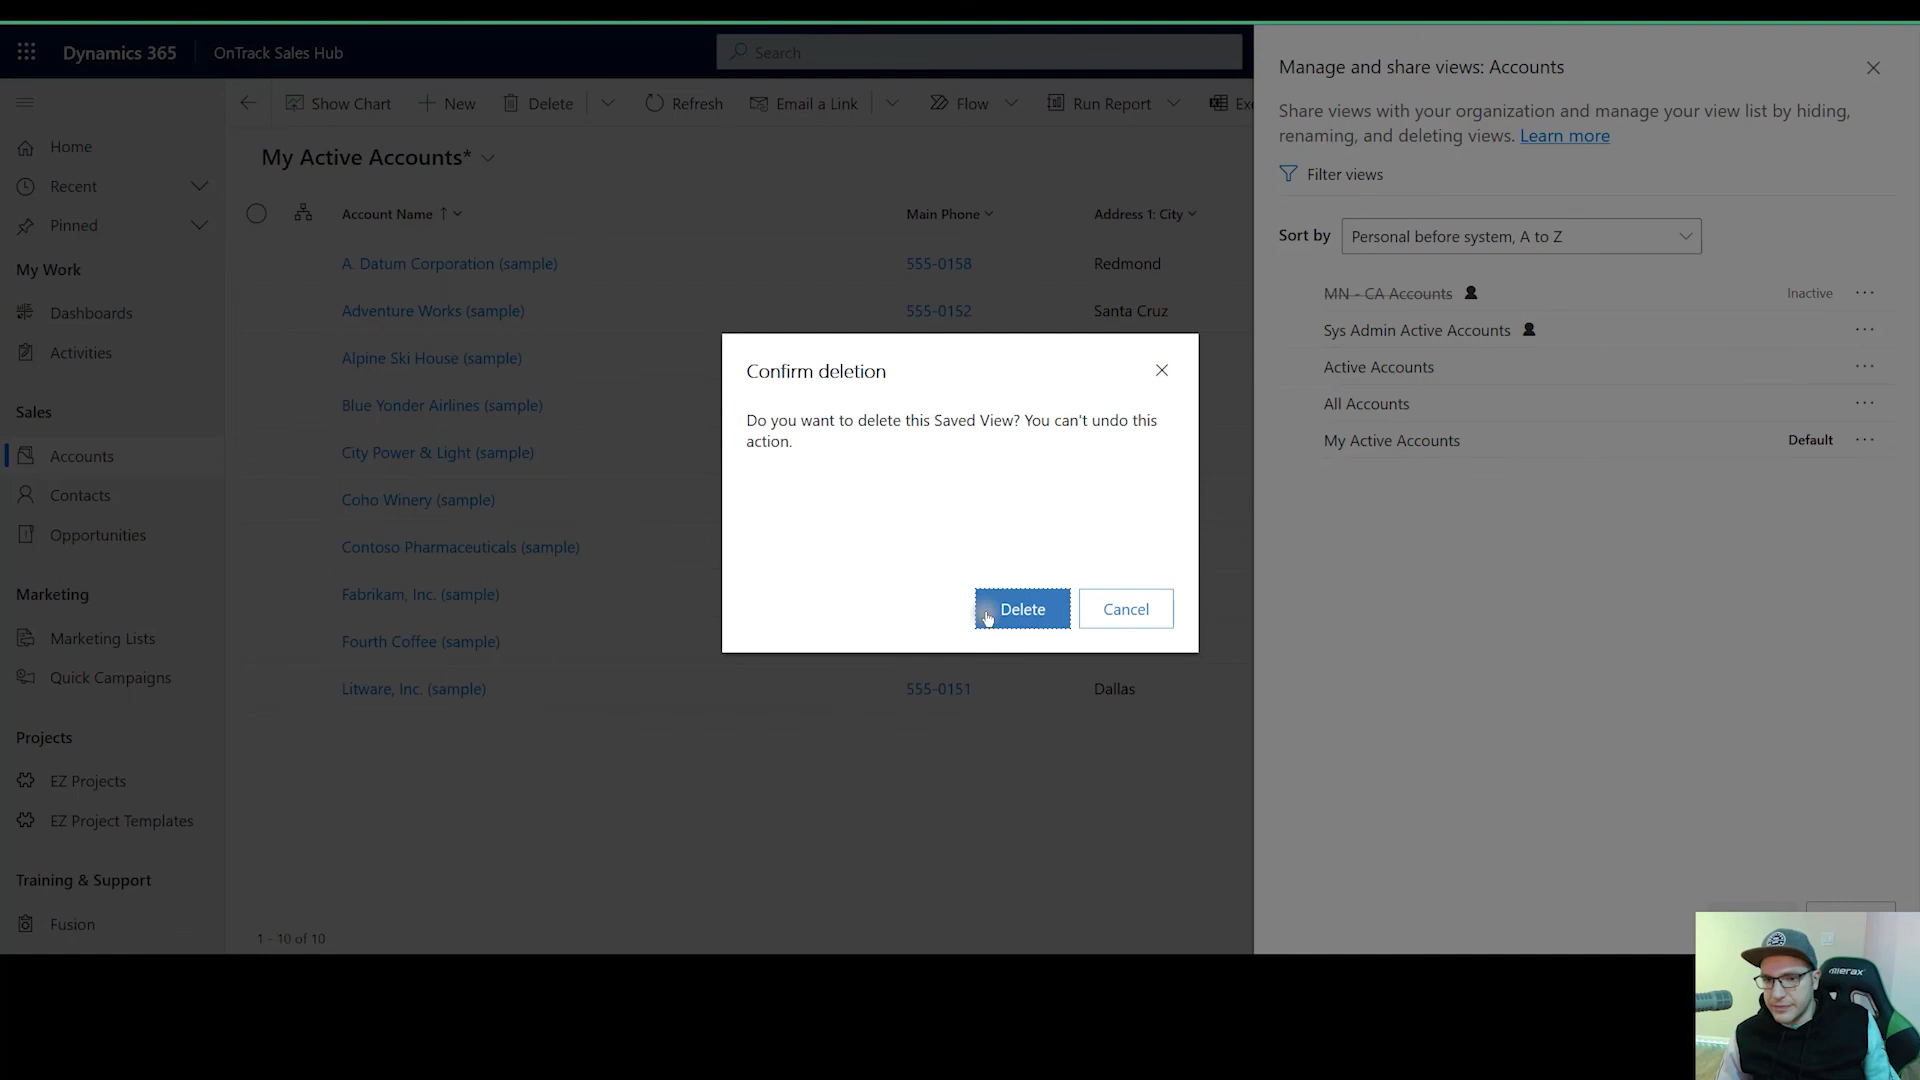 Dynamics 365
OnTrack Sales Hub
Search
Show Chart
New
Delete
Refresh
Email a Link
Flow
Run Report
Exc
Home
Recent
Pinned
My Work
Dashboards
Activities
Sales
Accounts
Contacts
Opportunities
Marketing
Marketing Lists
Quick Campaigns
Projects
EZ Projects
EZ Project Templates
Training & Support
Fusion
My Active Accounts*
Account Name
Main Phone
Address 1: City
A. Datum Corporation (sample)
555-0158
Redmond
Adventure Works (sample)
555-0152
Santa Cruz
Alpine Ski House (sample)
Blue Yonder Airlines (sample)
City Power & Light (sample)
Coho Winery (sample)
Contoso Pharmaceuticals (sample)
Fabrikam, Inc. (sample)
Fourth Coffee (sample)
Litware, Inc. (sample)
555-0151
Dallas
1 - 10 of 10
Confirm deletion
Do you want to delete this Saved View? You can't undo this
action.
Delete
Cancel
Manage and share views: Accounts
Share views with your organization and manage your view list by hiding,
renaming, and deleting views. Learn more
Filter views
Sort by
Personal before system, A to Z
MN - CA Accounts
Inactive
Sys Admin Active Accounts
Active Accounts
All Accounts
My Active Accounts
Default
mierax